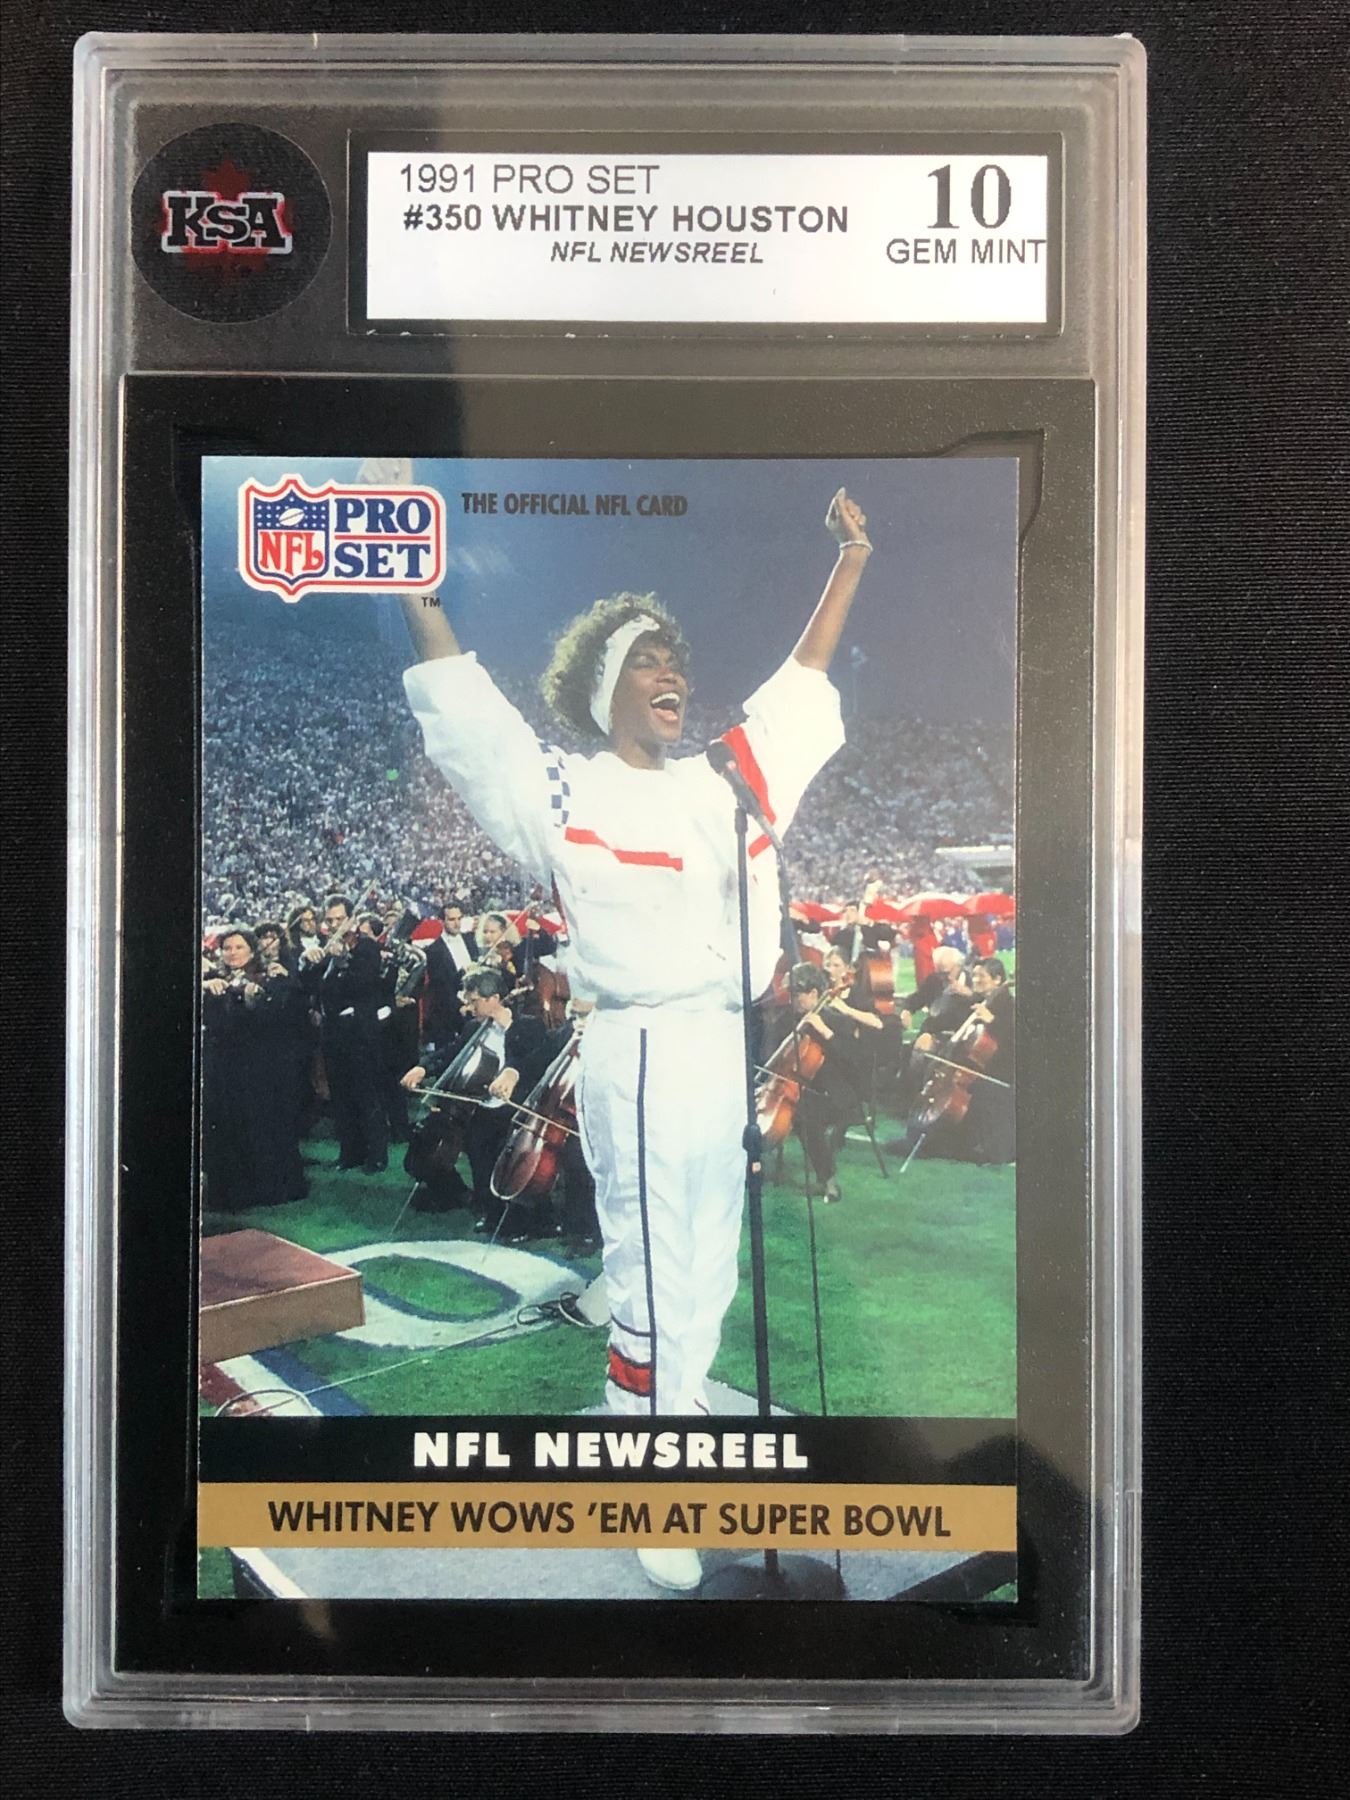 KSA
1991 PRO SET
#350 WHITNEY HOUSTON
NFL NEWSREEL
10
GEM MINT
NFL
PRO
SET
TM
THE OFFICIAL NFL CARD
NFL NEWSREEL
WHITNEY WOWS 'EM AT SUPER BOWL